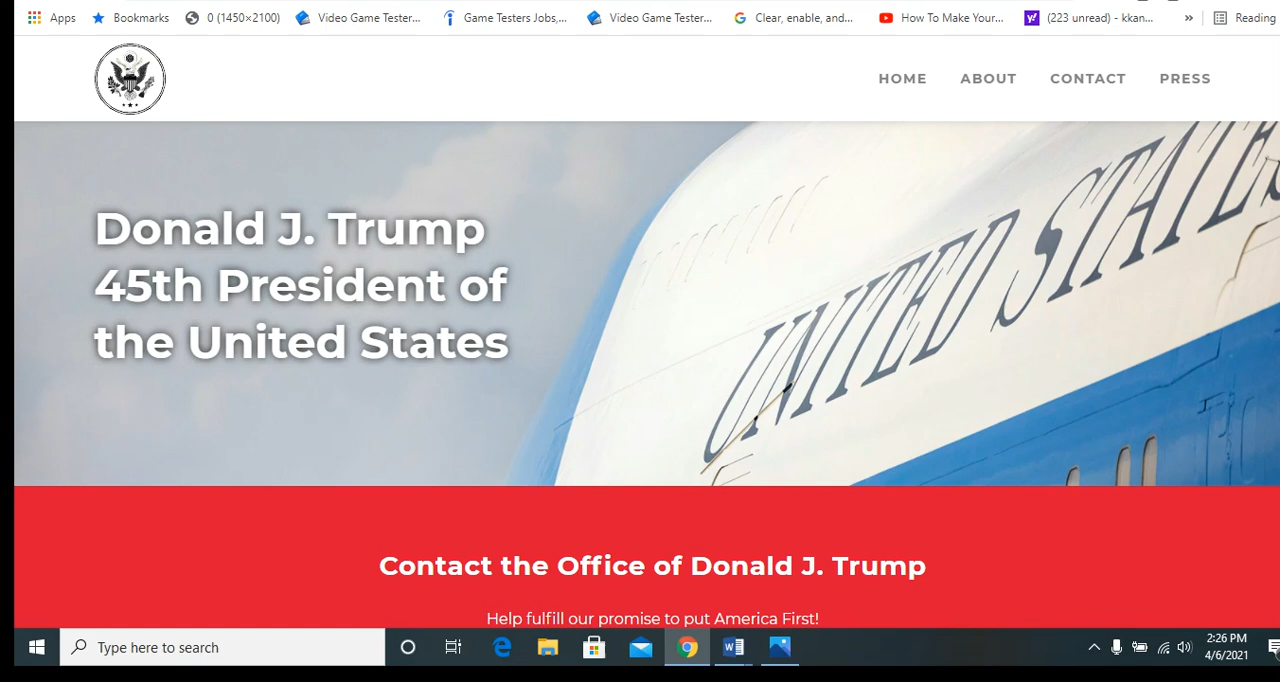 Apps Bookmarks 0 (1450×2100) Video Game Tester... Game Testers Jobs,... Video Game Tester... Clear, enable, and... How To Make Your... (223 unread) - kkan... » Reading
HOME ABOUT CONTACT PRESS
Donald J. Trump
45th President of
the United States
UNITED STATES
Contact the Office of Donald J. Trump
Help fulfill our promise to put America First!
Type here to search
2:26 PM
4/6/2021